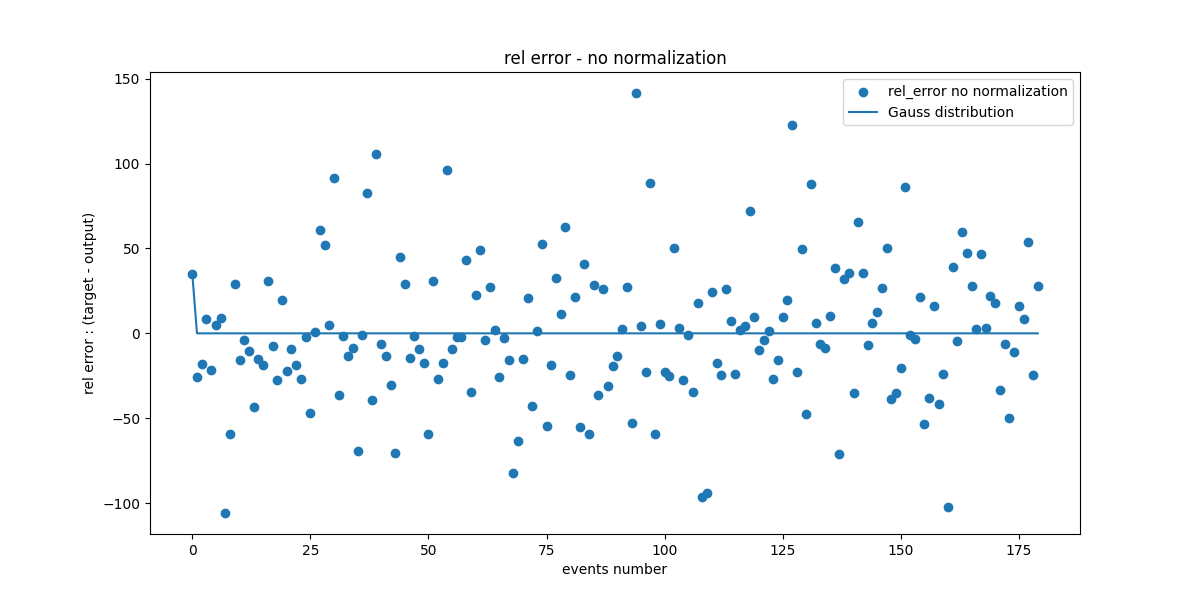 rel error - no normalization
rel_error no normalization
Gauss distribution
150
100
50
0
−50
−100
rel error : (target - output)
0 25 50 75 100 125 150 175
events number